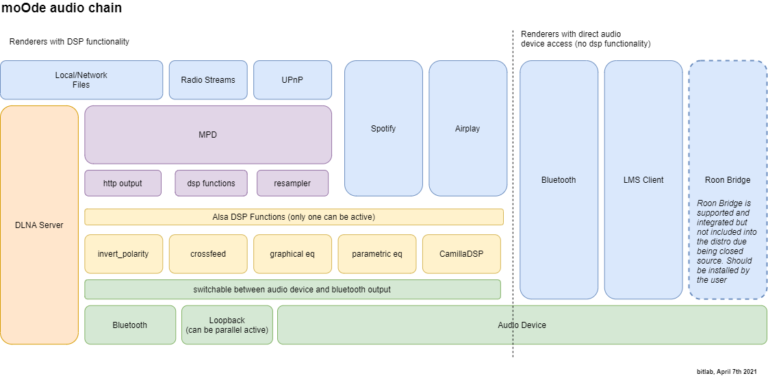 moOde audio chain
Renderers with DSP functionality
Renderers with direct audio
device access (no dsp functionality)
Local/Network
Files
Radio Streams
UPnP
Spotify
Airplay
Bluetooth
LMS Client
Roon Bridge
Roon Bridge is
supported and
integrated but
not included into
the distro due
being closed
source. Should
be installed by
the user
DLNA Server
MPD
http output
dsp functions
resampler
Alsa DSP Functions (only one can be active)
invert_polarity
crossfeed
graphical eq
parametric eq
CamillaDSP
switchable between audio device and bluetooth output
Bluetooth
Loopback
(can be parallel active)
Audio Device
bitlab, April 7th 2021